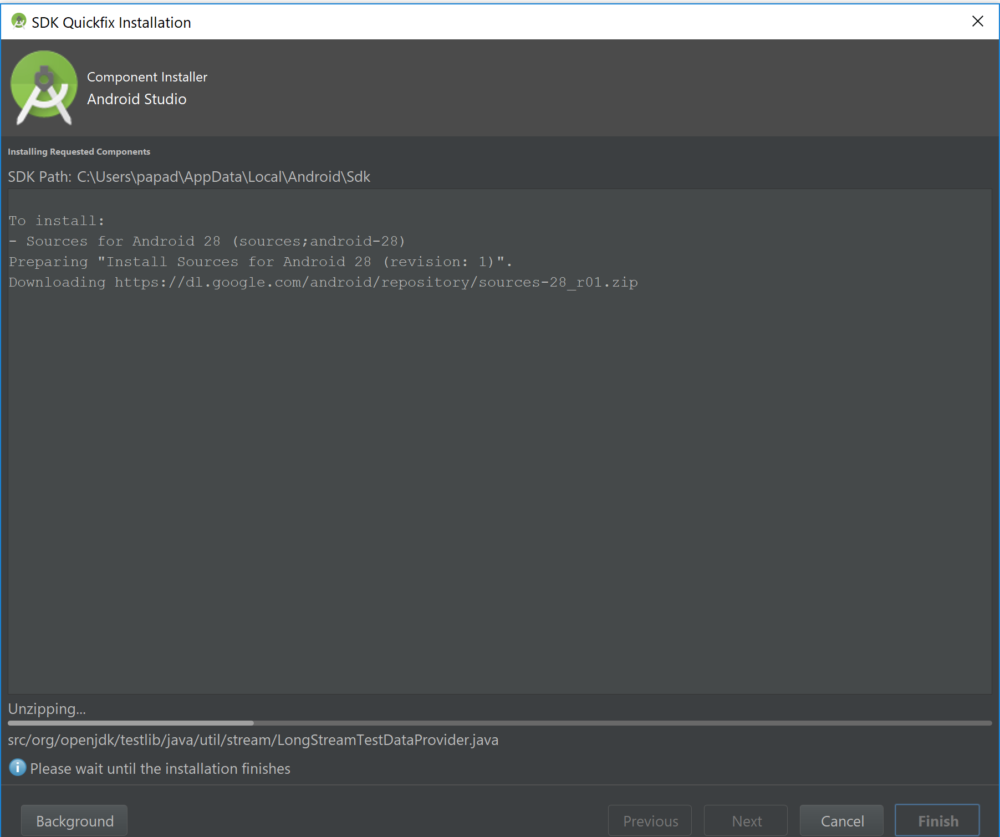 SDK Quickfix Installation
Component Installer
Android Studio
Installing Requested Components
SDK Path: C:\Users\papad\AppData\Local\Android\Sdk
To install:
- Sources for Android 28 (sources;android-28)
Preparing "Install Sources for Android 28 (revision: 1)".
Downloading https://dl.google.com/android/repository/sources-28_r01.zip
Unzipping...
src/org/openjdk/testlib/java/util/stream/LongStreamTestDataProvider.java
Please wait until the installation finishes
Background Previous Next Cancel Finish